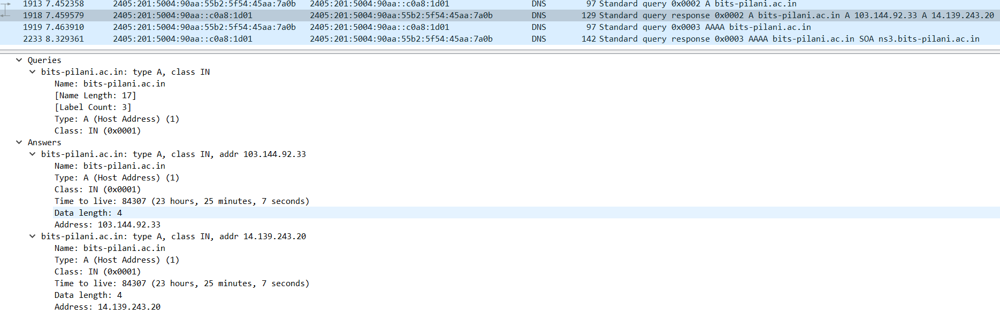 1913 7.452358 2405:201:5004:90aa:55b2:5f54:45aa:7a0b 2405:201:5004:90aa::c0a8:1d01 DNS 97 Standard query 0x0002 A bits-pilani.ac.in
1918 7.459579 2405:201:5004:90aa::c0a8:1d01 2405:201:5004:90aa:55b2:5f54:45aa:7a0b DNS 129 Standard query response 0x0002 A bits-pilani.ac.in A 103.144.92.33 A 14.139.243.20
1919 7.463910 2405:201:5004:90aa:55b2:5f54:45aa:7a0b 2405:201:5004:90aa::c0a8:1d01 DNS 97 Standard query 0x0003 AAAA bits-pilani.ac.in
2233 8.329361 2405:201:5004:90aa::c0a8:1d01 2405:201:5004:90aa:55b2:5f54:45aa:7a0b DNS 142 Standard query response 0x0003 AAAA bits-pilani.ac.in SOA ns3.bits-pilani.ac.in
Queries
bits-pilani.ac.in: type A, class IN
Name: bits-pilani.ac.in
[Name Length: 17]
[Label Count: 3]
Type: A (Host Address) (1)
Class: IN (0x0001)
Answers
bits-pilani.ac.in: type A, class IN, addr 103.144.92.33
Name: bits-pilani.ac.in
Type: A (Host Address) (1)
Class: IN (0x0001)
Time to live: 84307 (23 hours, 25 minutes, 7 seconds)
Data length: 4
Address: 103.144.92.33
bits-pilani.ac.in: type A, class IN, addr 14.139.243.20
Name: bits-pilani.ac.in
Type: A (Host Address) (1)
Class: IN (0x0001)
Time to live: 84307 (23 hours, 25 minutes, 7 seconds)
Data length: 4
Address: 14.139.243.20